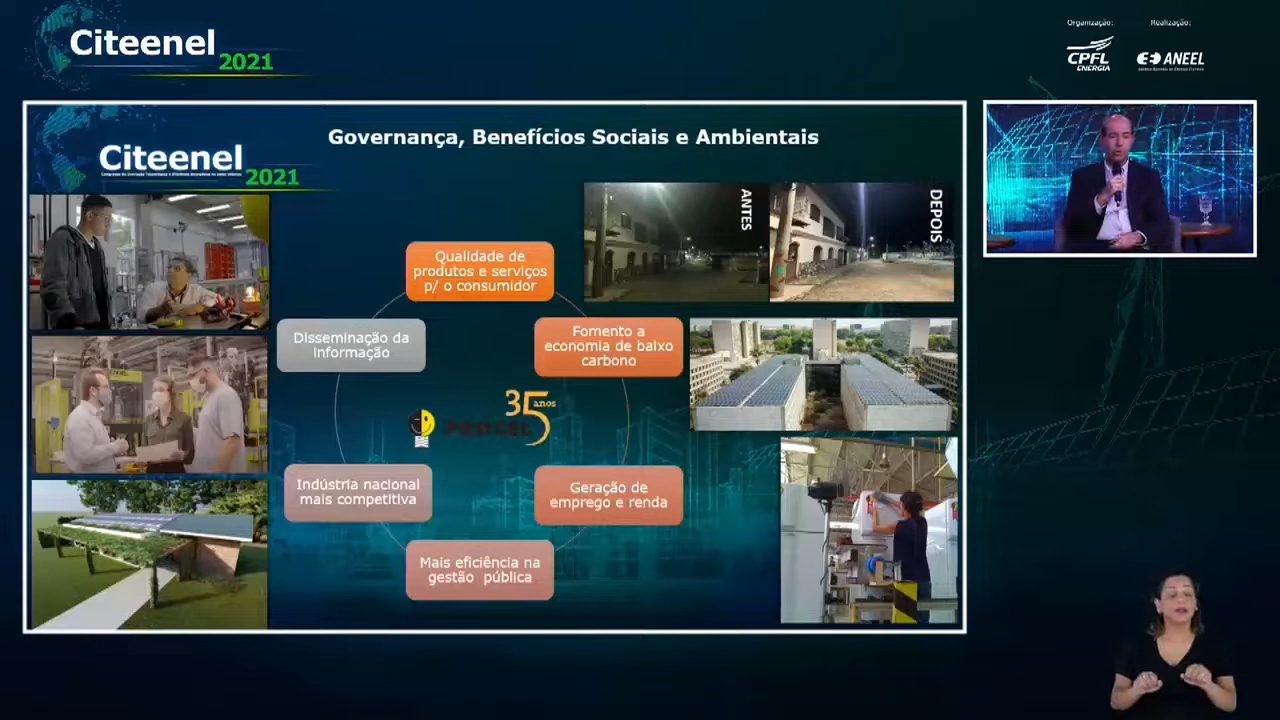 Citeenel
2021
Organização:
Realização:
CPFL
ENERGIA
ANEEL
Governança, Benefícios Sociais e Ambientais
Citeenel
2021
ANTES
DEPOIS
Qualidade de
produtos e serviços
p/ o consumidor
Disseminação da
informação
Fomento a
economia de baixo
carbono
35 anos
PROCEL
Indústria nacional
mais competitiva
Geração de
emprego e renda
Mais eficiência na
gestão pública